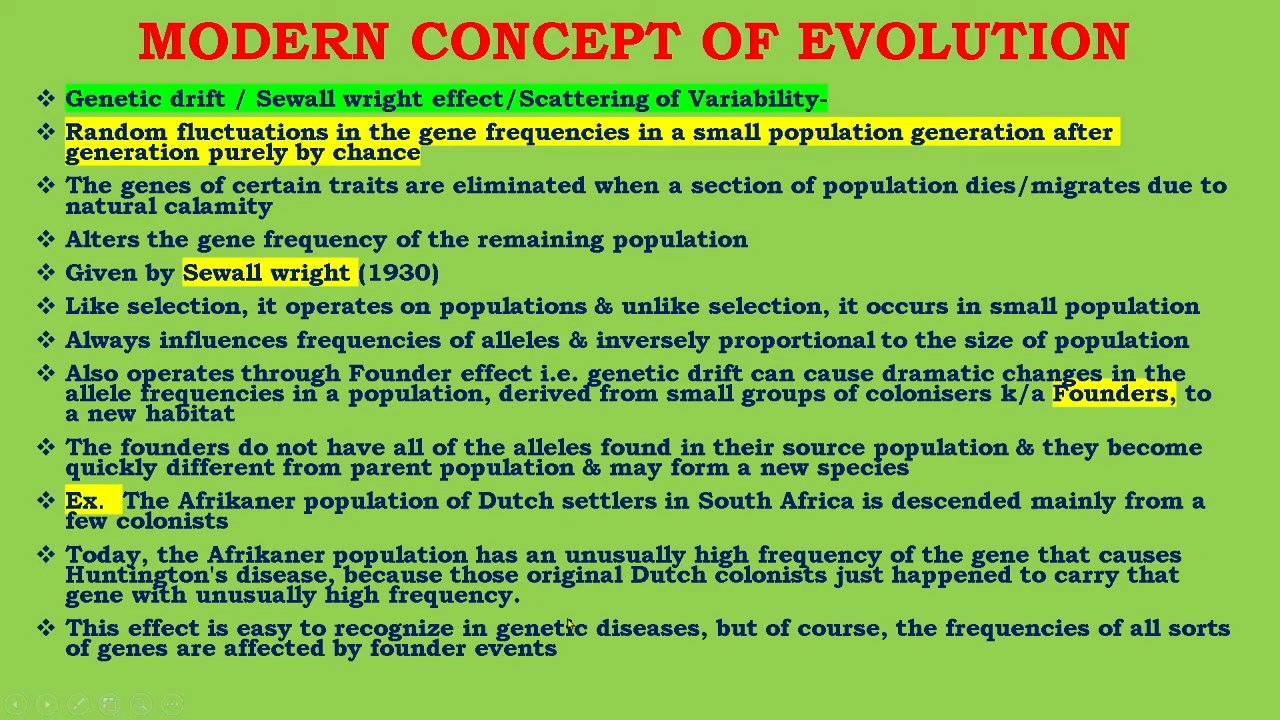 MODERN CONCEPT OF EVOLUTION
❖ Genetic drift / Sewall wright effect/Scattering of Variability-
❖ Random fluctuations in the gene frequencies in a small population generation after
generation purely by chance
❖ The genes of certain traits are eliminated when a section of population dies/migrates due to
natural calamity
❖ Alters the gene frequency of the remaining population
❖ Given by Sewall wright (1930)
❖ Like selection, it operates on populations & unlike selection, it occurs in small population
❖ Always influences frequencies of alleles & inversely proportional to the size of population
❖ Also operates through Founder effect i.e. genetic drift can cause dramatic changes in the
allele frequencies in a population, derived from small groups of colonisers k/a Founders, to
a new habitat
❖ The founders do not have all of the alleles found in their source population & they become
quickly different from parent population & may form a new species
❖ Ex. The Afrikaner population of Dutch settlers in South Africa is descended mainly from a
few colonists
❖ Today, the Afrikaner population has an unusually high frequency of the gene that causes
Huntington's disease, because those original Dutch colonists just happened to carry that
gene with unusually high frequency.
❖ This effect is easy to recognize in genetic diseases, but of course, the frequencies of all sorts
of genes are affected by founder events